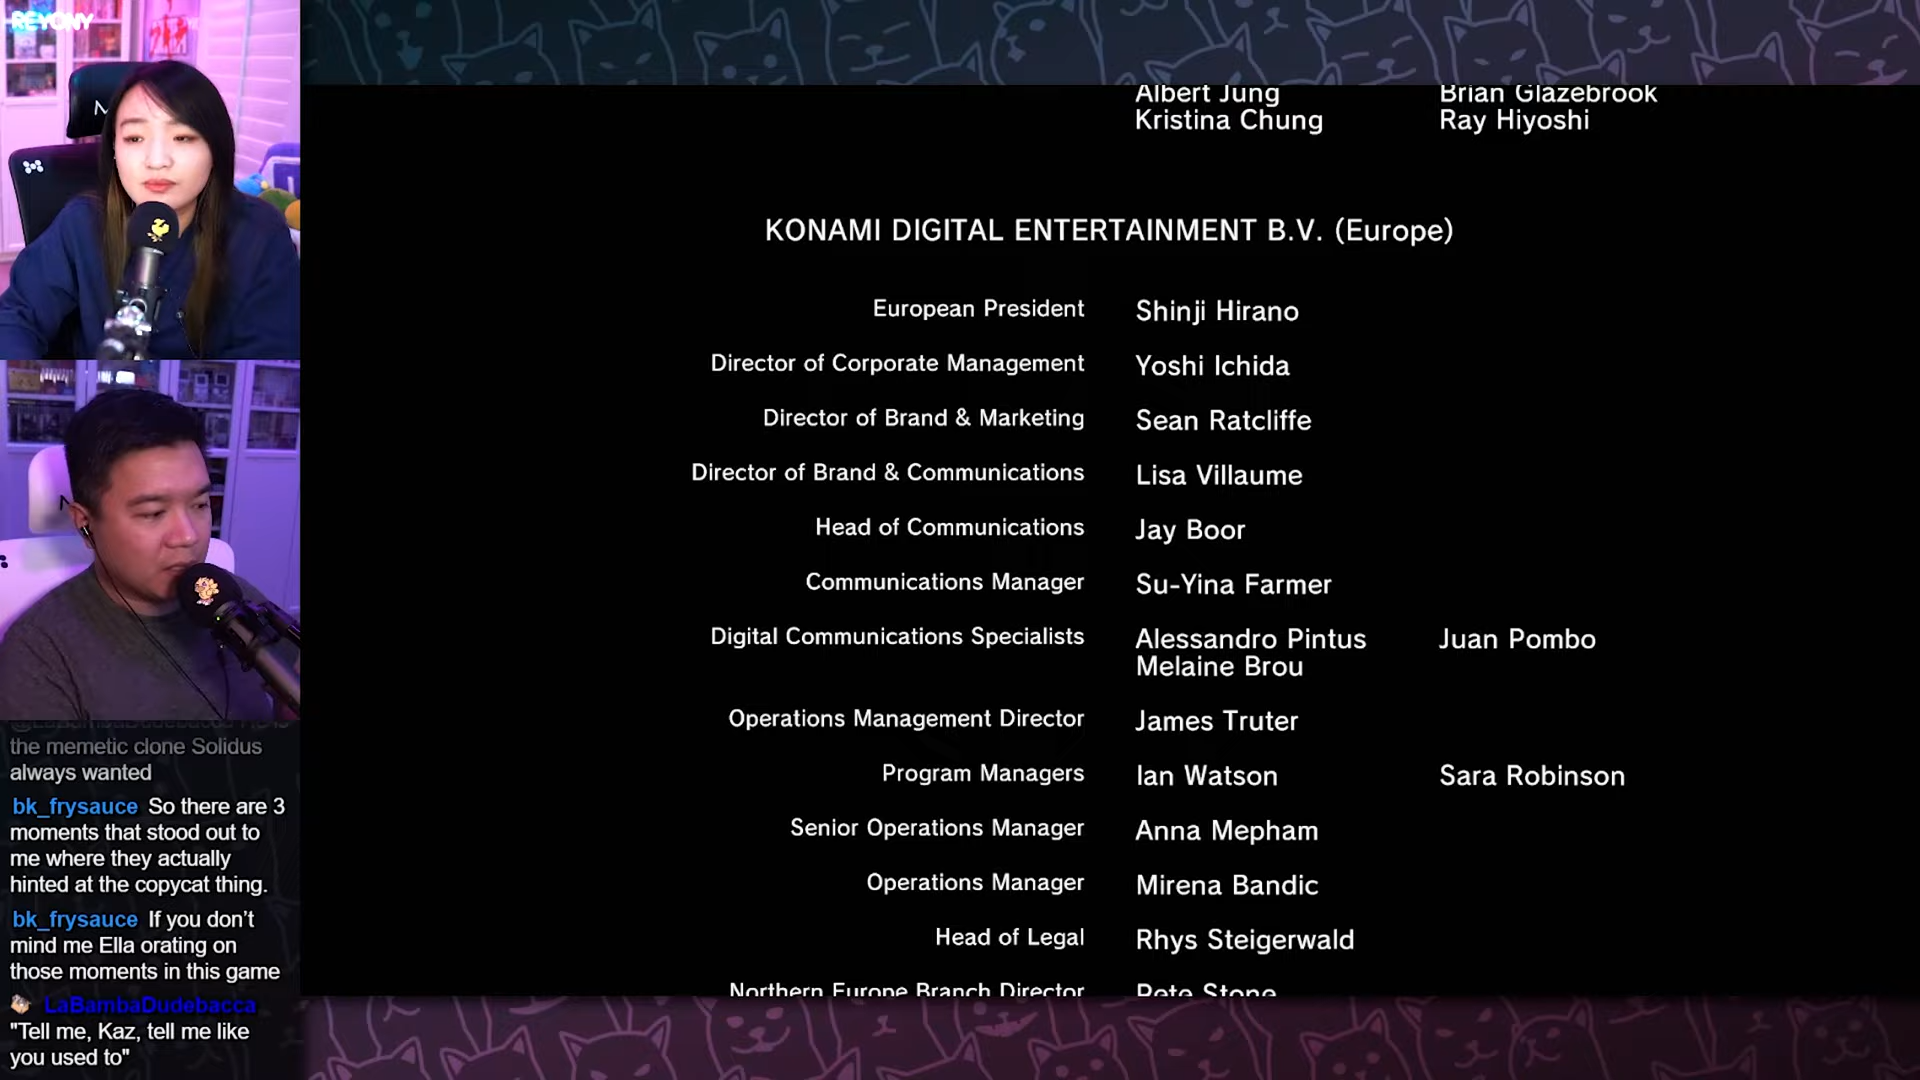 REYONY
Albert Jung Brian Glazebrook
Kristina Chung Ray Hiyoshi
KONAMI DIGITAL ENTERTAINMENT B.V. (Europe)
European President Shinji Hirano
Director of Corporate Management Yoshi Ichida
Director of Brand & Marketing Sean Ratcliffe
Director of Brand & Communications Lisa Villaume
Head of Communications Jay Boor
Communications Manager Su-Yina Farmer
Digital Communications Specialists Alessandro Pintus Juan Pombo
Melaine Brou
Operations Management Director James Truter
Program Managers Ian Watson Sara Robinson
Senior Operations Manager Anna Mepham
Operations Manager Mirena Bandic
Head of Legal Rhys Steigerwald
Northern Europe Branch Director Pete Stone
the memetic clone Solidus
always wanted
bk_frysauce So there are 3
moments that stood out to
me where they actually
hinted at the copycat thing.
bk_frysauce If you don't
mind me Ella orating on
those moments in this game
LaBambaDudebacca
"Tell me, Kaz, tell me like
you used to"